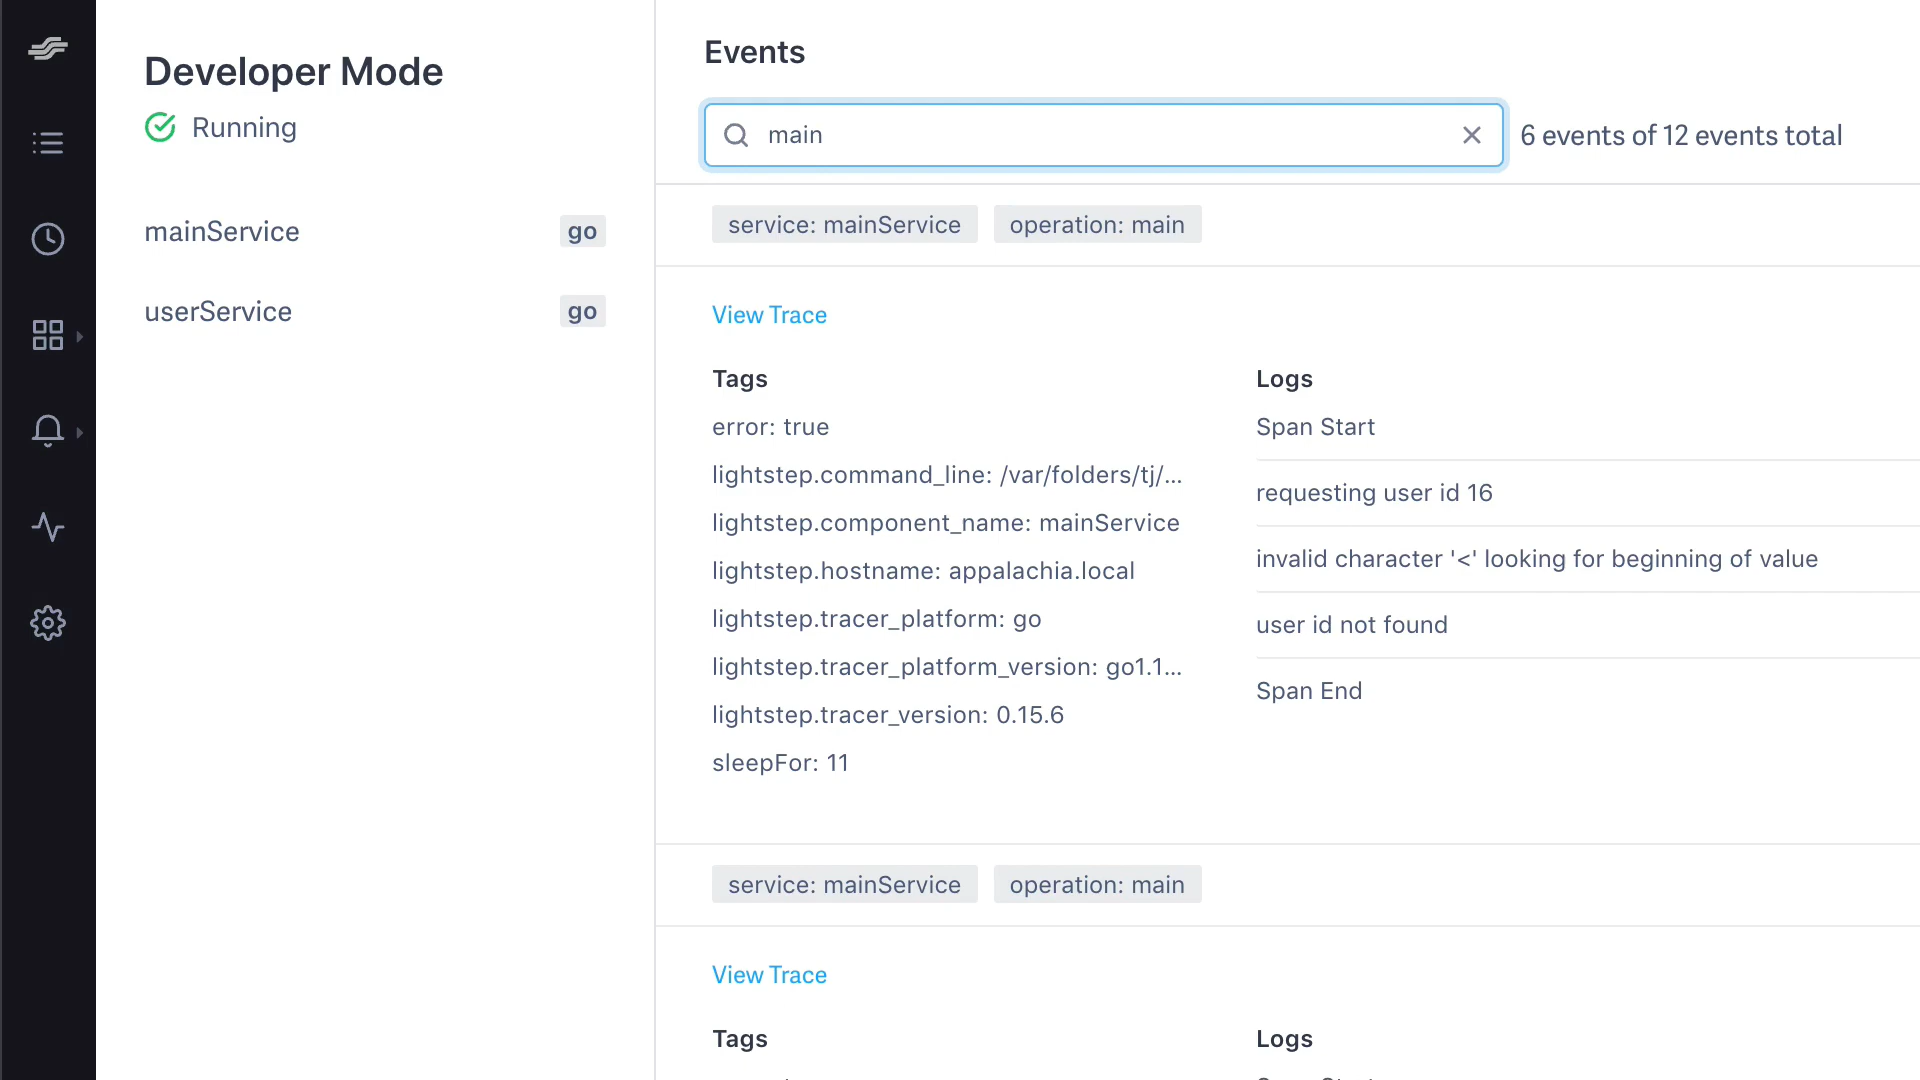 Developer Mode
Running
mainService go
userService go
Events
main
6 events of 12 events total
service: mainService operation: main
View Trace
Tags
error: true
lightstep.command_line: /var/folders/tj/...
lightstep.component_name: mainService
lightstep.hostname: appalachia.local
lightstep.tracer_platform: go
lightstep.tracer_platform_version: go1.1...
lightstep.tracer_version: 0.15.6
sleepFor: 11
Logs
Span Start
requesting user id 16
invalid character '<' looking for beginning of value
user id not found
Span End
service: mainService operation: main
View Trace
Tags
Logs